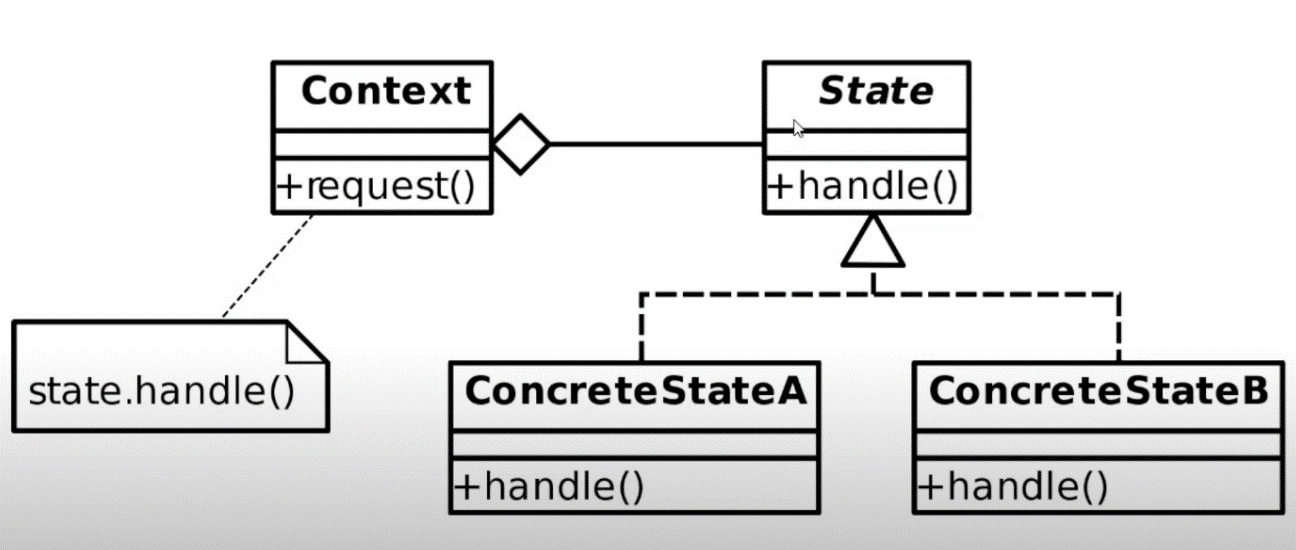 Context
+request()
State
+handle()
state.handle()
ConcreteStateA
+handle()
ConcreteStateB
+handle()